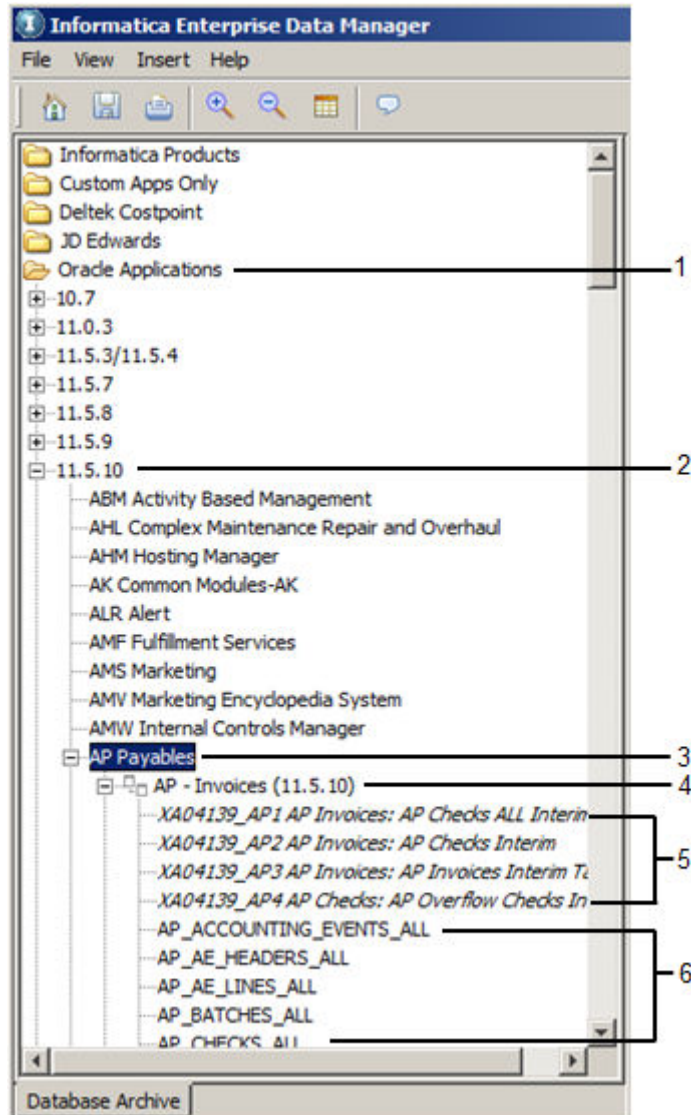 Informatica Enterprise Data Manager
File View Insert Help
Informatica Products
Custom Apps Only
Deltek Costpoint
JD Edwards
Oracle Applications 1
10.7
11.0.3
11.5.3/11.5.4
11.5.7
11.5.8
11.5.9
11.5.10 2
ABM Activity Based Management
AHL Complex Maintenance Repair and Overhaul
AHM Hosting Manager
AK Common Modules-AK
ALR Alert
AMF Fulfillment Services
AMS Marketing
AMV Marketing Encyclopedia System
AMW Internal Controls Manager
AP Payables 3
AP - Invoices (11.5.10) 4
XA04139_AP1 AP Invoices: AP Checks ALL Interim
XA04139_AP2 AP Invoices: AP Checks Interim
5
XA04139_AP3 AP Invoices: AP Invoices Interim Ta
XA04139_AP4 AP Checks: AP Overflow Checks In
AP_ACCOUNTING_EVENTS_ALL
AP_AE_HEADERS_ALL
6
AP_AE_LINES_ALL
AP_BATCHES_ALL
AP_CHECKS_ALL
Database Archive